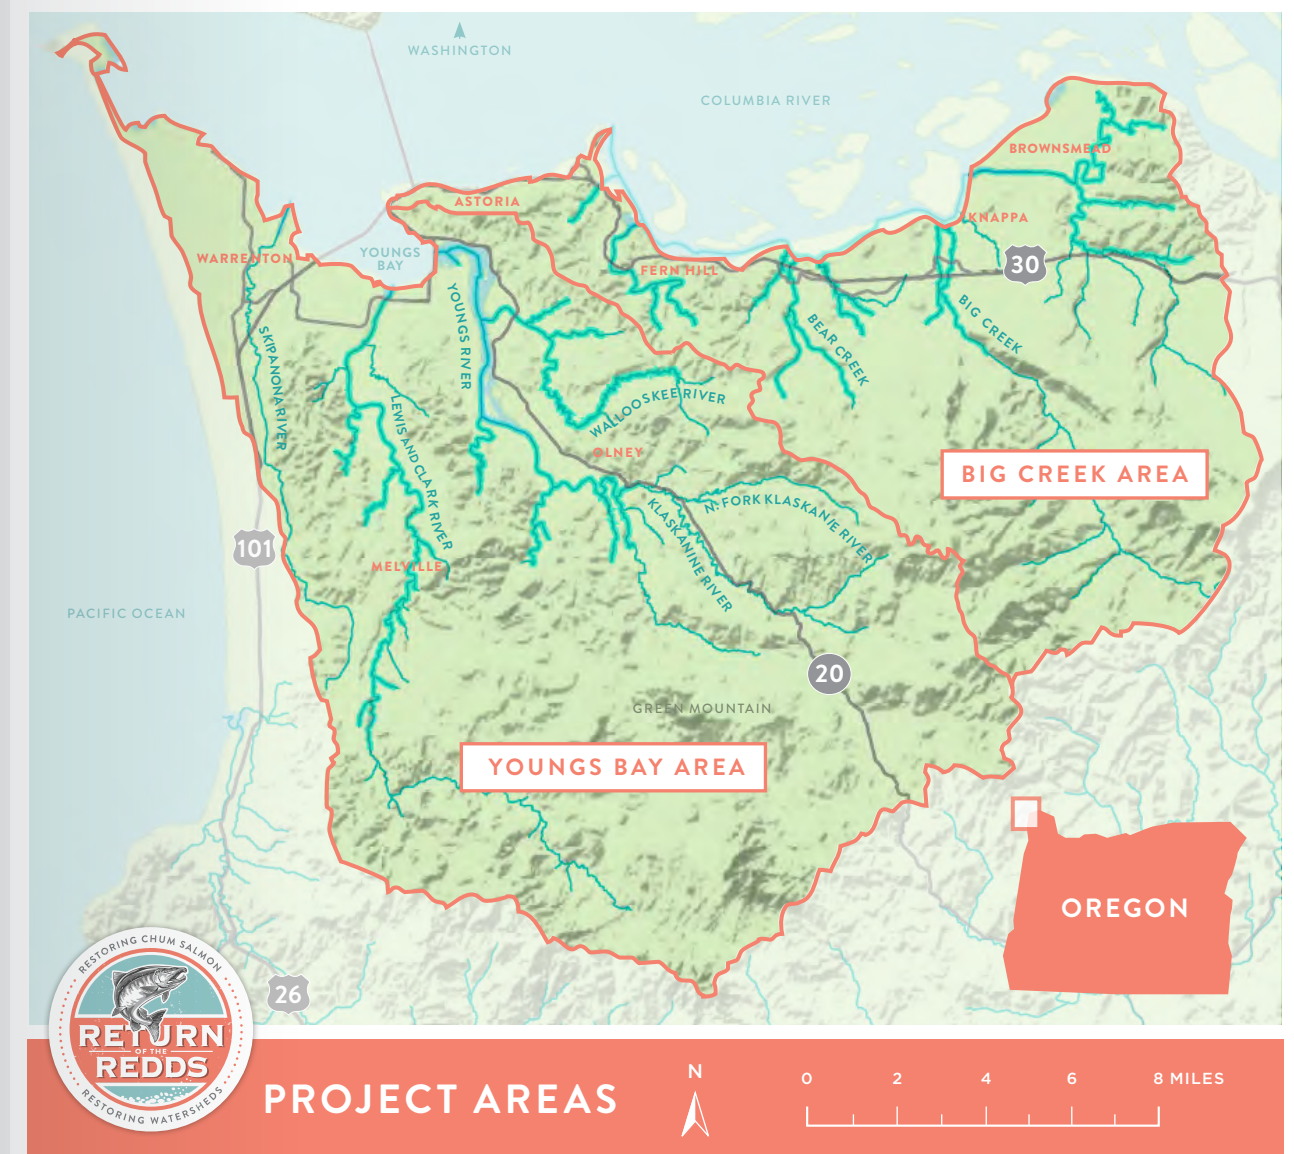 WASHINGTON
COLUMBIA RIVER
BROWNSMEAD
ASTORIA
KNAPPA
WARRENTON
YOUNGS
BAY
FERN HILL
30
YOUNGS RIVER
BIG CREEK
BEAR CREEK
SKIPANONA RIVER
LEWIS AND CLARK RIVER
WALLOOSKEE RIVER
OLNEY
BIG CREEK AREA
N. FORK KLASKANIE RIVER
KLASKANINE RIVER
101
MELVILLE
PACIFIC OCEAN
20
GREEN MOUNTAIN
YOUNGS BAY AREA
OREGON
26
RESTORING CHUM SALMON
RETURN
OF THE
REDDS
RESTORING WATERSHEDS
PROJECT AREAS
N
0 2 4 6 8 MILES